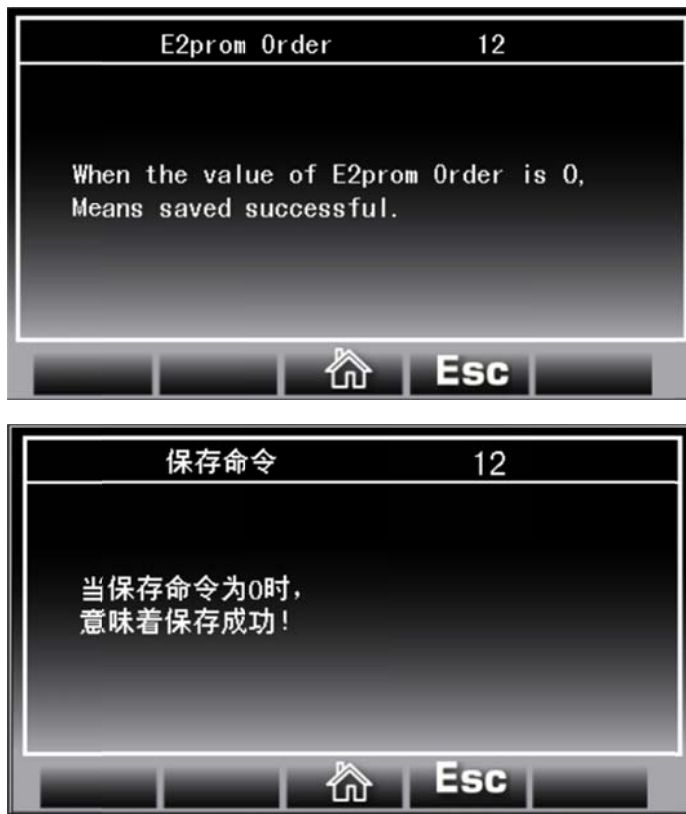 E2prom Order 12
When the value of E2prom Order is 0,
Means saved successful.
Esc
保存命令 12
当保存命令为0时，
意味着保存成功！
Esc